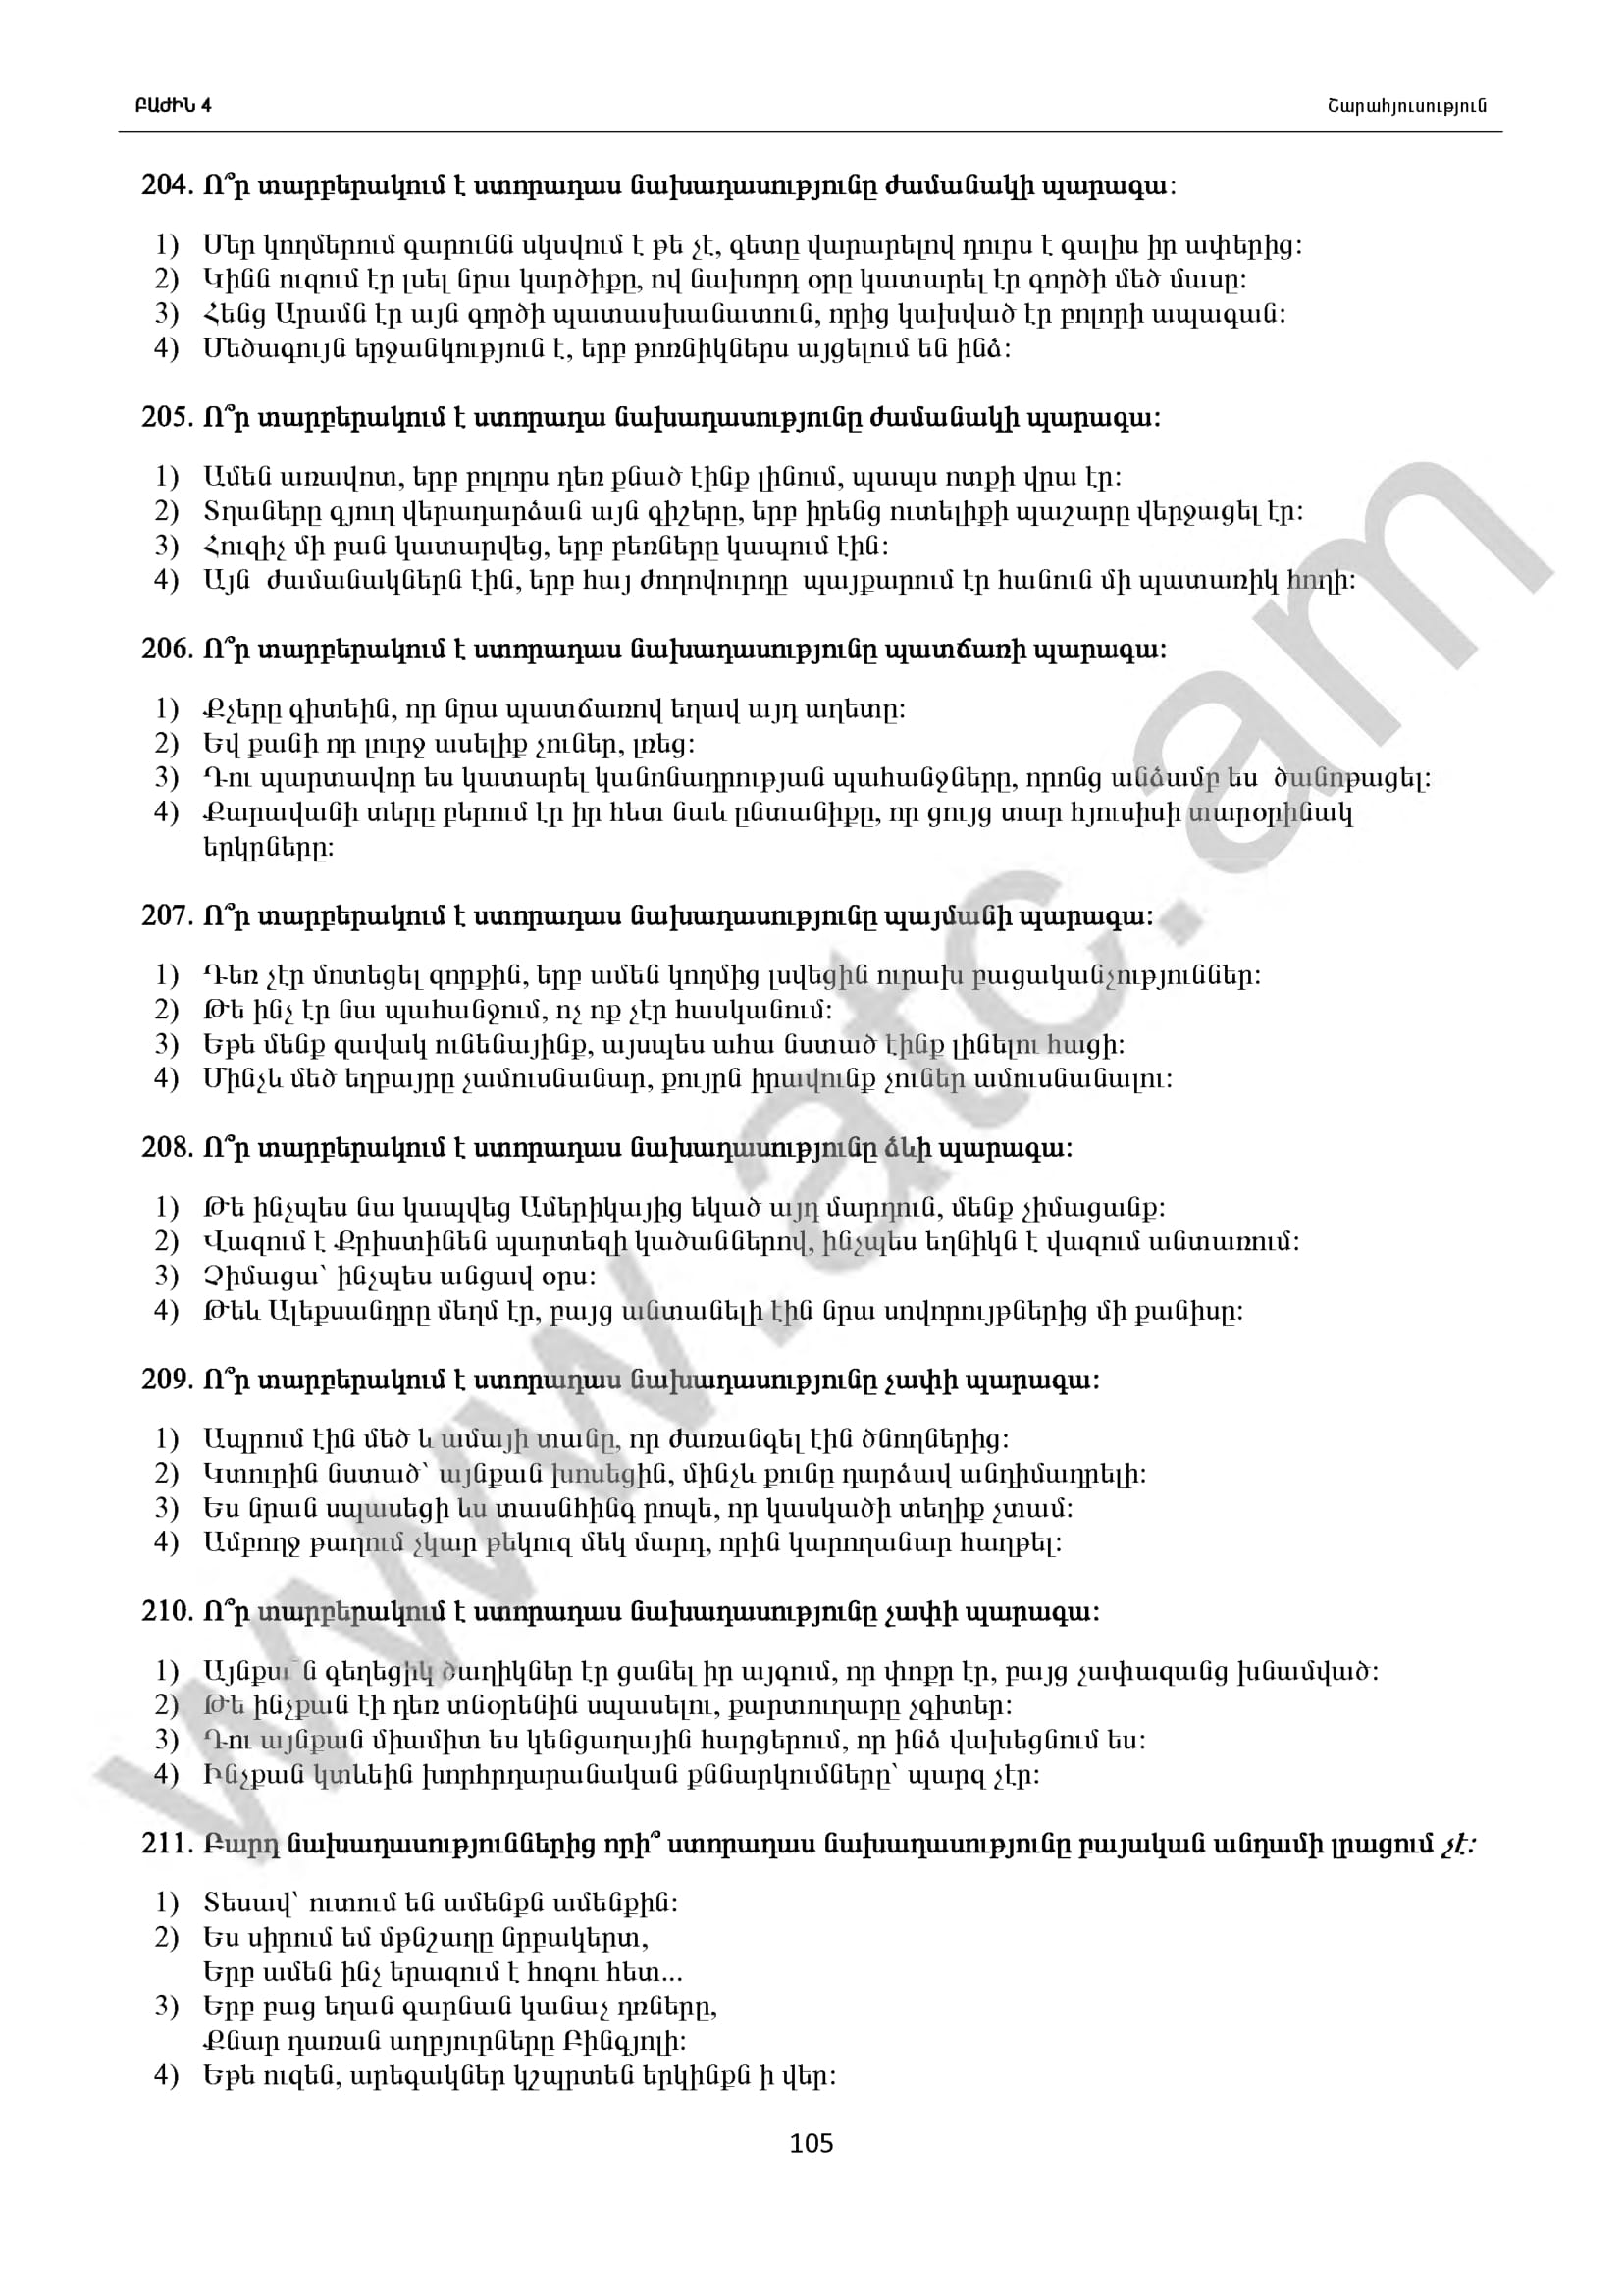 ԲԱԺԻՆ 4
Շարահյուսություն
204. Ո՞ր տարբերակում է ստորադաս նախադասությունը ժամանակի պարագա:
1) Մեր կողմերում գարունն սկսվում է թե չէ, գետը վարարելով դուրս է գալիս իր ափերից:
2) Կինն ուզում էր լսել նրա կարծիքը, ով նախորդ օրը կատարել էր գործի մեծ մասը:
3) Հենց Արամն էր այն գործի պատասխանատուն, որից կախված էր բոլորի ապագան:
4) Մեծագույն երջանկություն է, երբ թոռնիկներս այցելում են ինձ:
205. Ո՞ր տարբերակում է ստորադա նախադասությունը ժամանակի պարագա:
1) Ամեն առավոտ, երբ բոլորս դեռ քնած էինք լինում, պապս ոտքի վրա էր:
2) Տղաները գյուղ վերադարձան այն գիշերը, երբ իրենց ուտելիքի պաշարը վերջացել էր:
3) Հուզիչ մի բան կատարվեց, երբ բեռները կապում էին:
4) Այն ժամանակներն էին, երբ հայ ժողովուրդը պայքարում էր հանուն մի պատառիկ հողի:
206. Ո՞ր տարբերակում է ստորադաս նախադասությունը պատճառի պարագա:
1) Քչերը գիտեին, որ նրա պատճառով եղավ այդ աղետը:
2) Եվ քանի որ լուրջ ասելիք չուներ, լռեց:
3) Դու պարտավոր ես կատարել կանոնադրության պահանջները, որոնց անձամբ ես ծանոթացել:
4) Քարավանի տերը բերում էր իր հետ նաև ընտանիքը, որ ցույց տար հյուսիսի տարօրինակ
երկրները:
207. Ո՞ր տարբերակում է ստորադաս նախադասությունը պայմանի պարագա:
1) Դեռ չէր մոտեցել զորքին, երբ ամեն կողմից լսվեցին ուրախ բացականչություններ:
2) Թե ինչ էր նա պահանջում, ոչ ոք չէր հասկանում:
3) Եթե մենք զավակ ունենայինք, այսպես ահա նստած էինք լինելու հացի:
4) Մինչև մեծ եղբայրը չամուսնանար, քույրն իրավունք չուներ ամուսնանալու:
208. Ո՞ր տարբերակում է ստորադաս նախադասությունը ձևի պարագա:
1) Թե ինչպես նա կապվեց Ամերիկայից եկած այդ մարդուն, մենք չիմացանք:
2) Վազում է Քրիստինեն պարտեզի կածաններով, ինչպես եղնիկն է վազում անտառում:
3) Չիմացա՝ ինչպես անցավ օրս:
4) Թեև Ալեքսանդրը մեղմ էր, բայց անտանելի էին նրա սովորույթներից մի քանիսը:
209. Ո՞ր տարբերակում է ստորադաս նախադասությունը չափի պարագա:
1) Ապրում էին մեծ և ամայի տանը, որ ժառանգել էին ծնողներից:
2) Կտուրին նստած՝ այնքան խոսեցին, մինչև քունը դարձավ անդիմադրելի:
3) Ես նրան սպասեցի ևս տասնհինգ րոպե, որ կասկածի տեղիք չտամ:
4) Ամբողջ թաղում չկար թեկուզ մեկ մարդ, որին կարողանար հաղթել:
210. Ո՞ր տարբերակում է ստորադաս նախադասությունը չափի պարագա:
1) Այնքա՜ն գեղեցիկ ծաղիկներ էր ցանել իր այգում, որ փոքր էր, բայց չափազանց խնամված:
2) Թե ինչքան էի դեռ տնօրենին սպասելու, քարտուղարը չգիտեր:
3) Դու այնքան միամիտ ես կենցաղային հարցերում, որ ինձ վախեցնում ես:
4) Ինչքան կտևեին խորհրդարանական քննարկումները՝ պարզ չէր:
211. Բարդ նախադասություններից որի՞ ստորադաս նախադասությունը բայական անդամի լրացում չէ:
1) Տեսավ՝ ուտում են ամենքն ամենքին:
2) Ես սիրում եմ մթնշաղը նրբակերտ,
Երբ ամեն ինչ երազում է հոգու հետ...
3) Երբ բաց եղան գարնան կանաչ դռները,
Քնար դառան աղբյուրները Բինգյոլի:
4) Եթե ուզեն, արեգակներ կշպրտեն երկինքն ի վեր:
105
www.atc.am